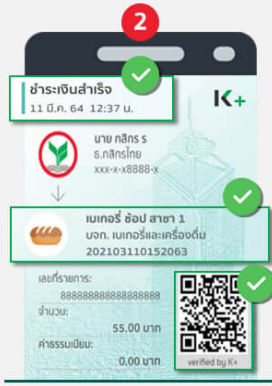 2
ชำระเงินสำเร็จ
11 มี.ค. 64 12:37 น.
K+
นาย กสิกร ร
ธ.กสิกรไทย
xxx-x-x8888-x
เบเกอรี่ ช้อป สาขา 1
บจก. เบเกอรี่และเครื่องดื่ม
202103110152063
เลขที่รายการ:
888888888888888888
จำนวน:
55.00 บาท
ค่าธรรมเนียม:
0.00 บาท
verified by K+